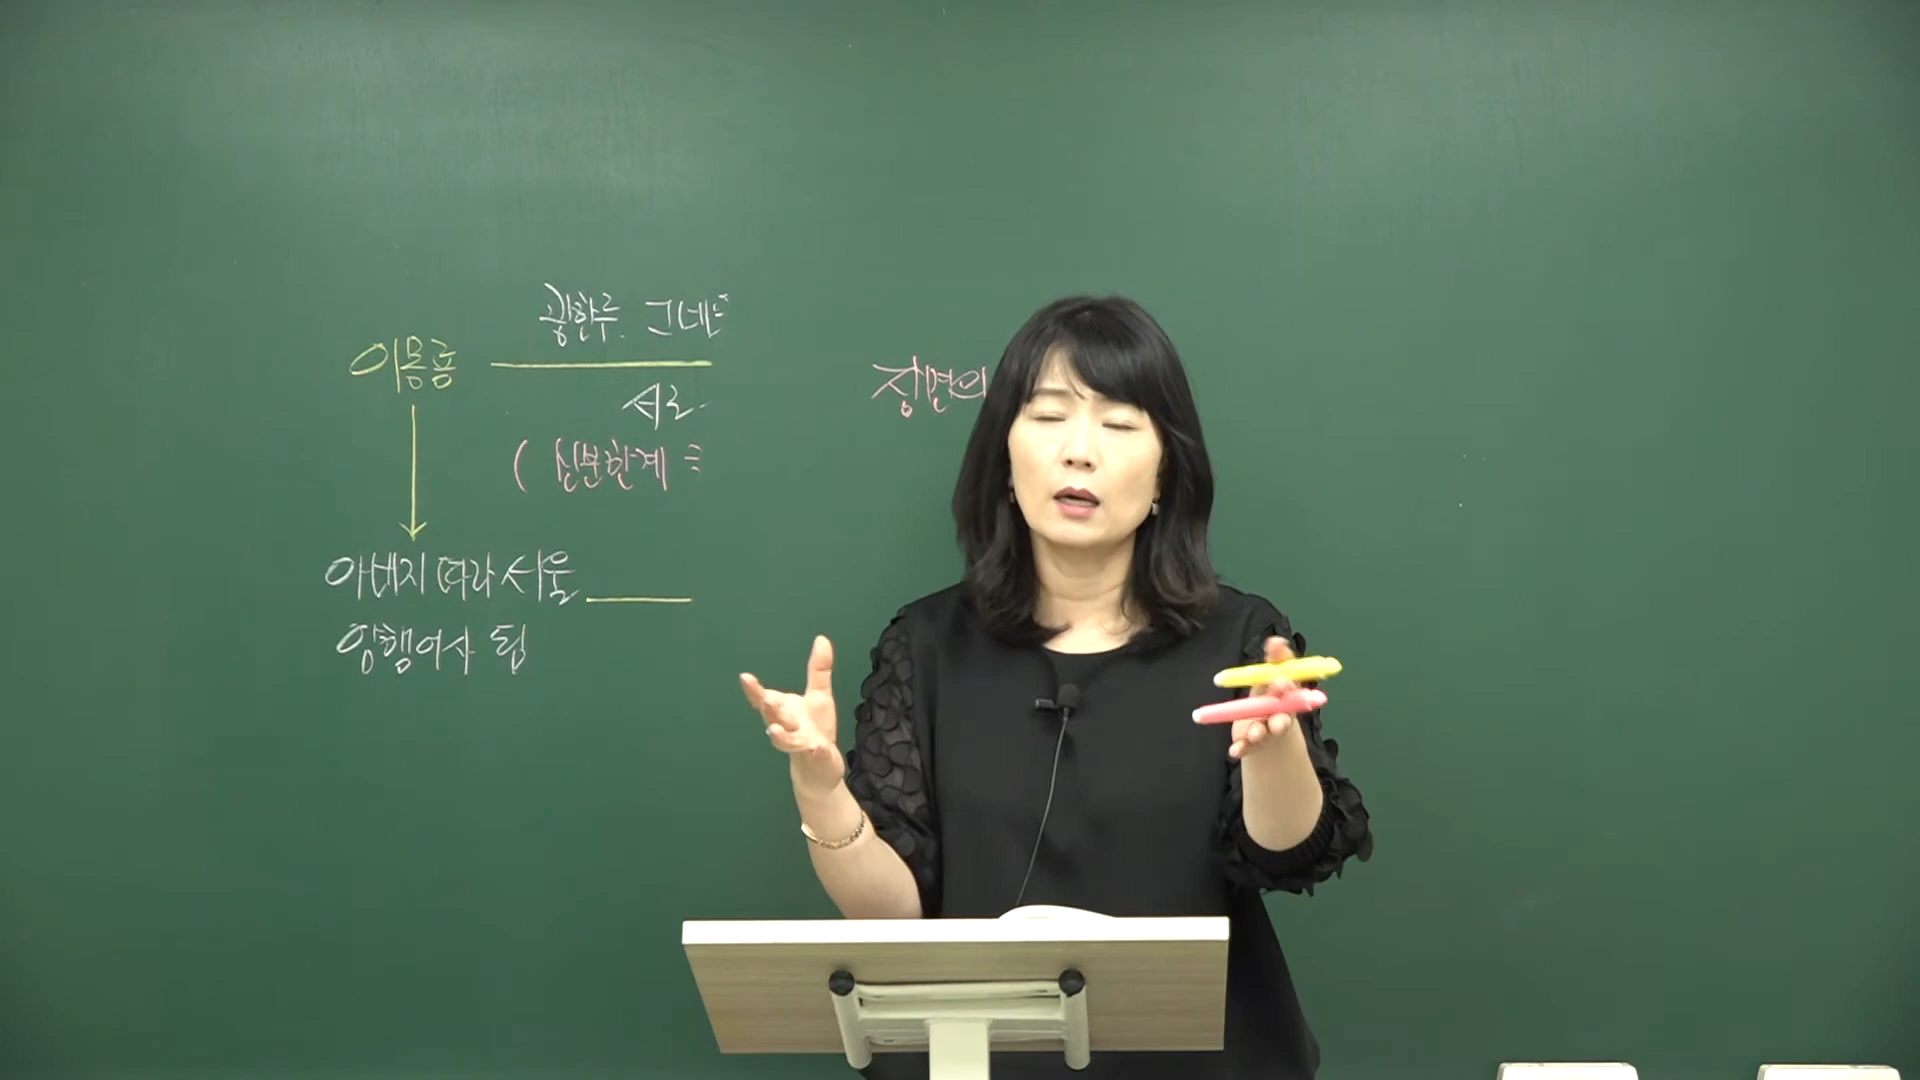 광한루. 그네
이몽룡
서로
장면의
( 신분한계
아버지 따라 서울
암행어사 됨